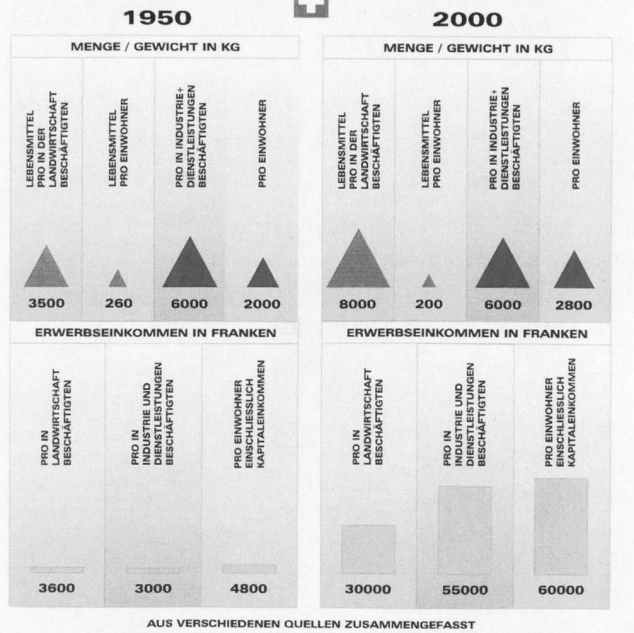 1950
MENGE / GEWICHT IN KG
LEBENSMITTEL
PRO IN DER
LANDWIRTSCHAFT
BESCHÄFTIGTEN
LEBENSMITTEL
PRO EINWOHNER
PRO IN INDUSTRIE+
DIENSTLEISTUNGEN
BESCHÄFTIGTEN
PRO EINWOHNER
3500
260
6000
2000
ERWERBSEINKOMMEN IN FRANKEN
PRO IN
LANDWIRTSCHAFT
BESCHÄFTIGTEN
PRO IN
INDUSTRIE UND
DIENSTLEISTUNGEN
BESCHÄFTIGTEN
PRO EINWOHNER
EINSCHLIESSLICH
KAPITALEINKOMMEN
3600
3000
4800
2000
MENGE / GEWICHT IN KG
LEBENSMITTEL
PRO IN DER
LANDWIRTSCHAFT
BESCHÄFTIGTEN
LEBENSMITTEL
PRO EINWOHNER
PRO IN INDUSTRIE+
DIENSTLEISTUNGEN
BESCHÄFTIGTEN
PRO EINWOHNER
8000
200
6000
2800
ERWERBSEINKOMMEN IN FRANKEN
PRO IN
LANDWIRTSCHAFT
BESCHÄFTIGTEN
PRO IN
INDUSTRIE UND
DIENSTLEISTUNGEN
BESCHÄFTIGTEN
PRO EINWOHNER
EINSCHLIESSLICH
KAPITALEINKOMMEN
30000
55000
60000
AUS VERSCHIEDENEN QUELLEN ZUSAMMENGEFASST